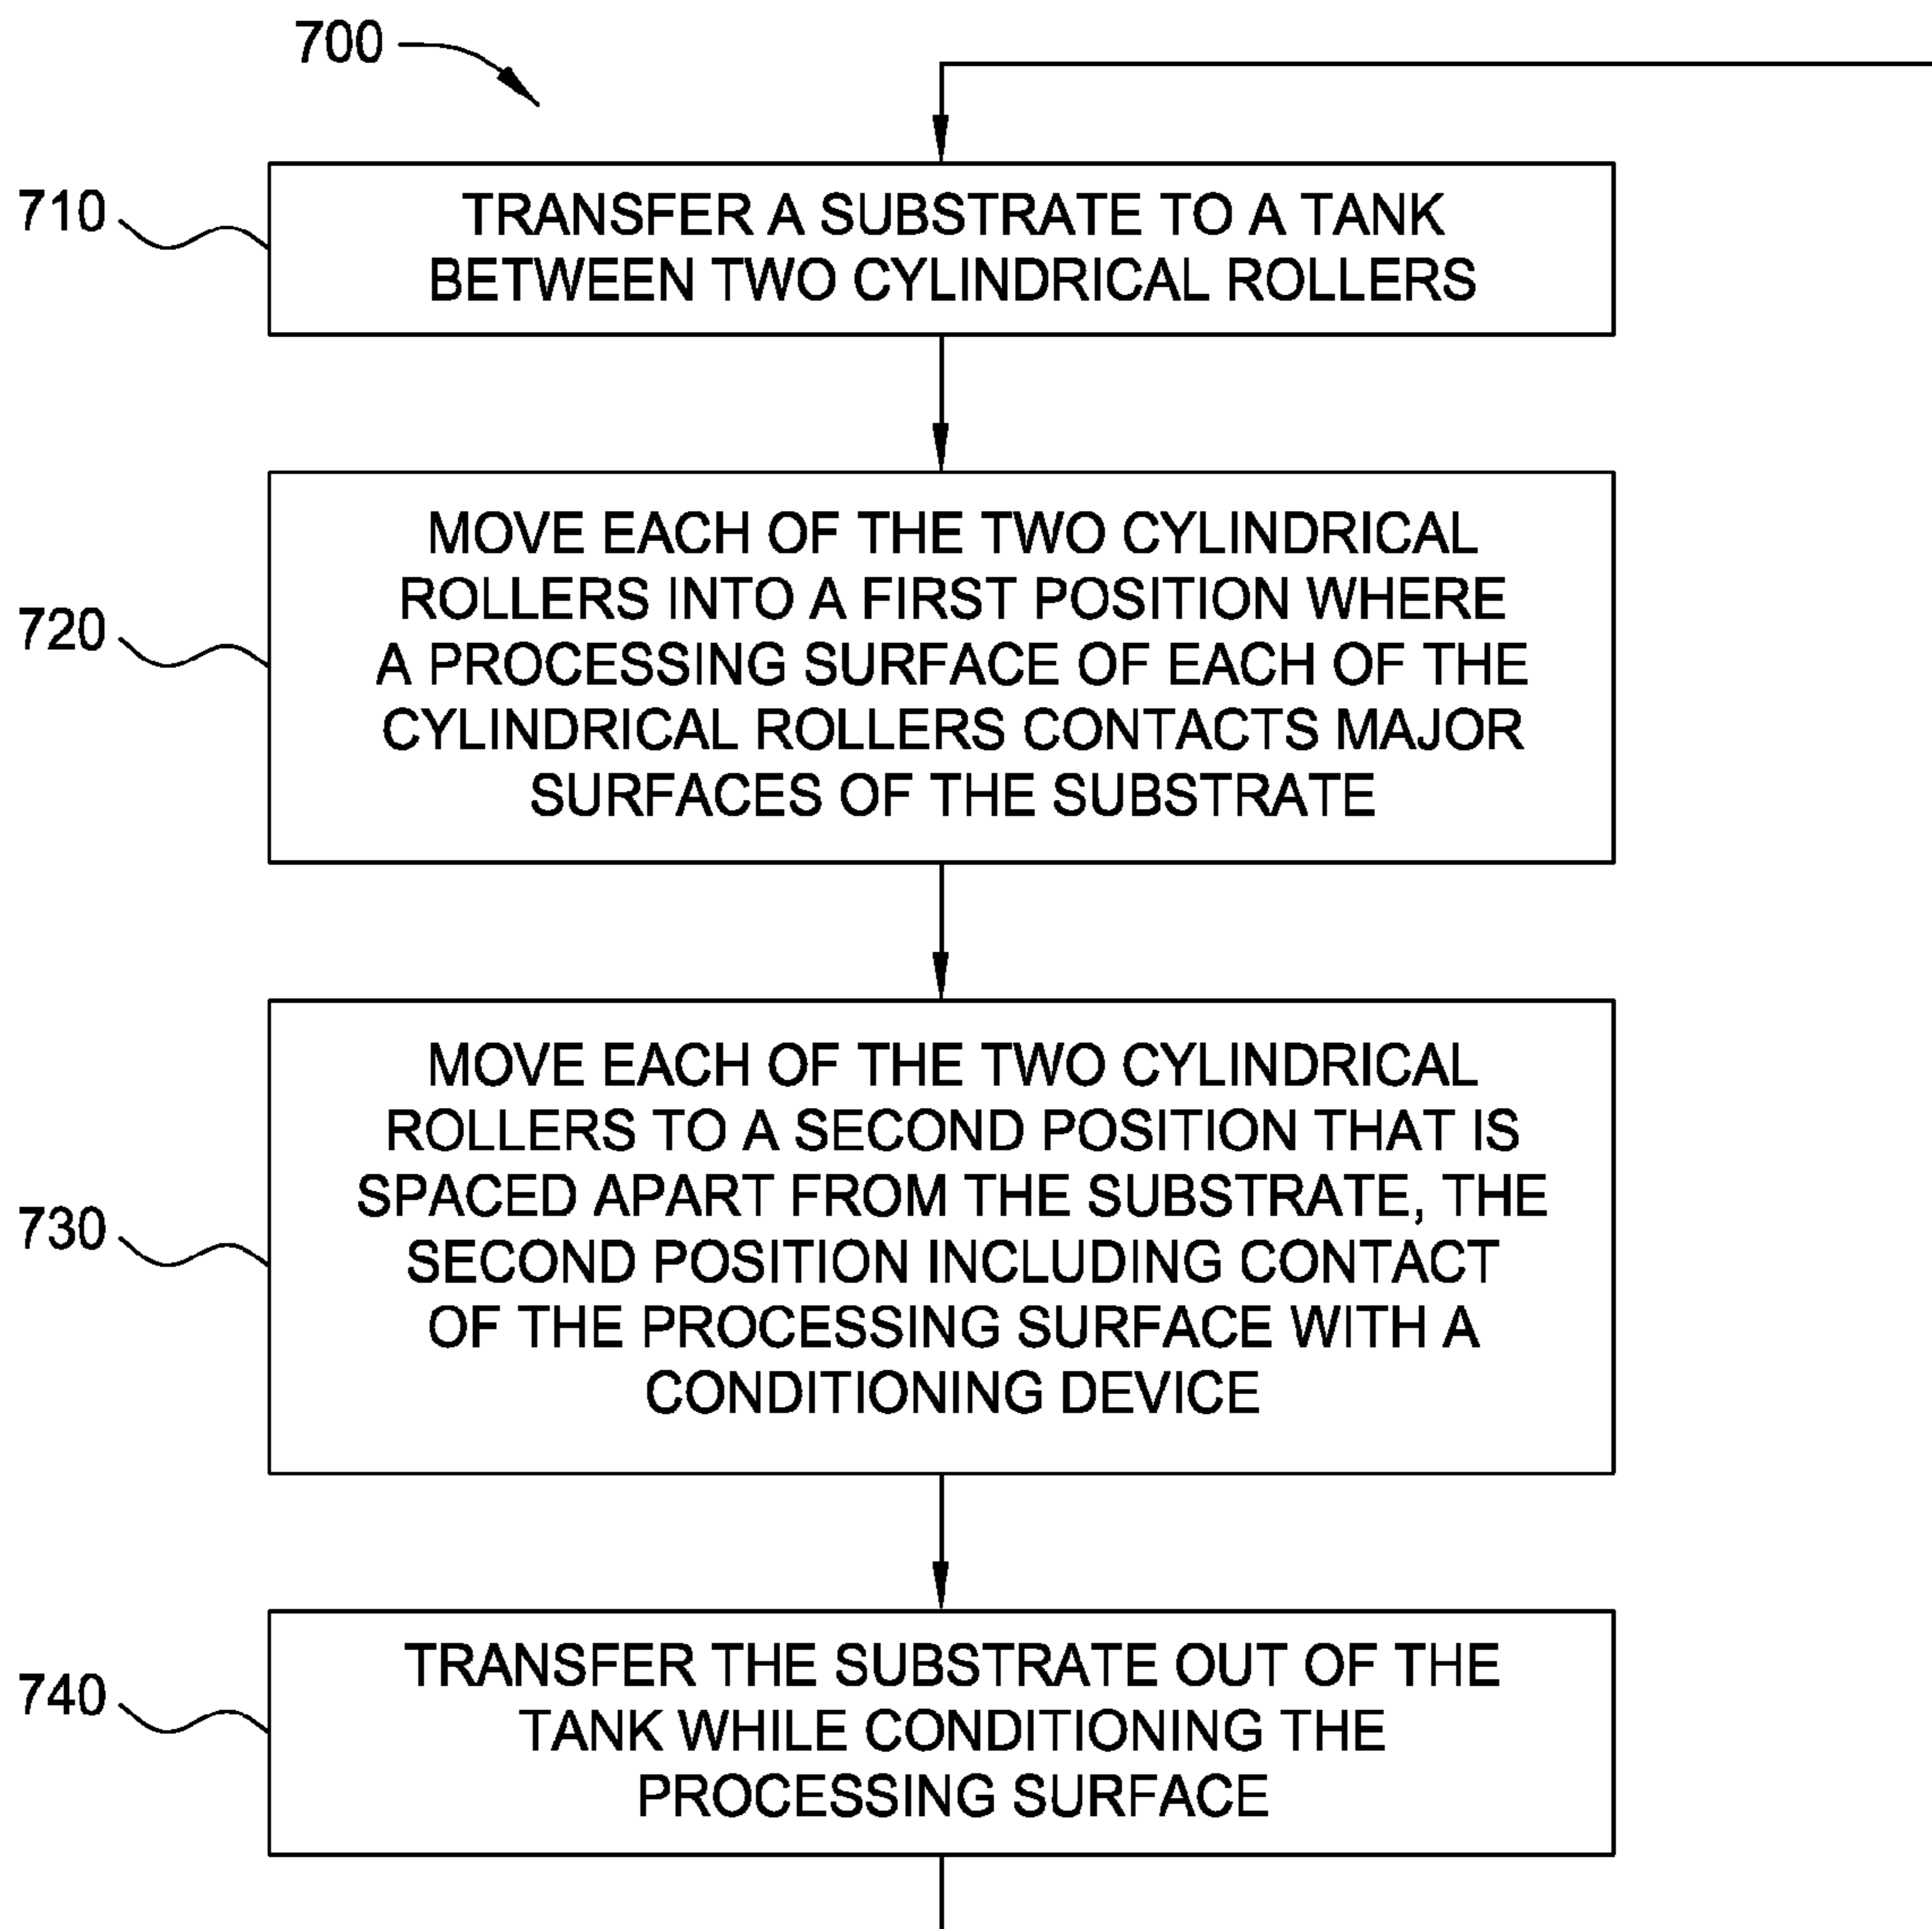 700
710
TRANSFER A SUBSTRATE TO A TANK
BETWEEN TWO CYLINDRICAL ROLLERS
720
MOVE EACH OF THE TWO CYLINDRICAL
ROLLERS INTO A FIRST POSITION WHERE
A PROCESSING SURFACE OF EACH OF THE
CYLINDRICAL ROLLERS CONTACTS MAJOR
SURFACES OF THE SUBSTRATE
730
MOVE EACH OF THE TWO CYLINDRICAL
ROLLERS TO A SECOND POSITION THAT IS
SPACED APART FROM THE SUBSTRATE, THE
SECOND POSITION INCLUDING CONTACT
OF THE PROCESSING SURFACE WITH A
CONDITIONING DEVICE
740
TRANSFER THE SUBSTRATE OUT OF THE
TANK WHILE CONDITIONING THE
PROCESSING SURFACE